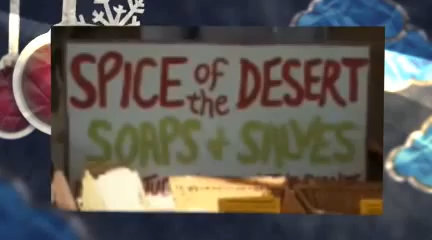 SPICE of the DESERT
SOAPS + SALVES